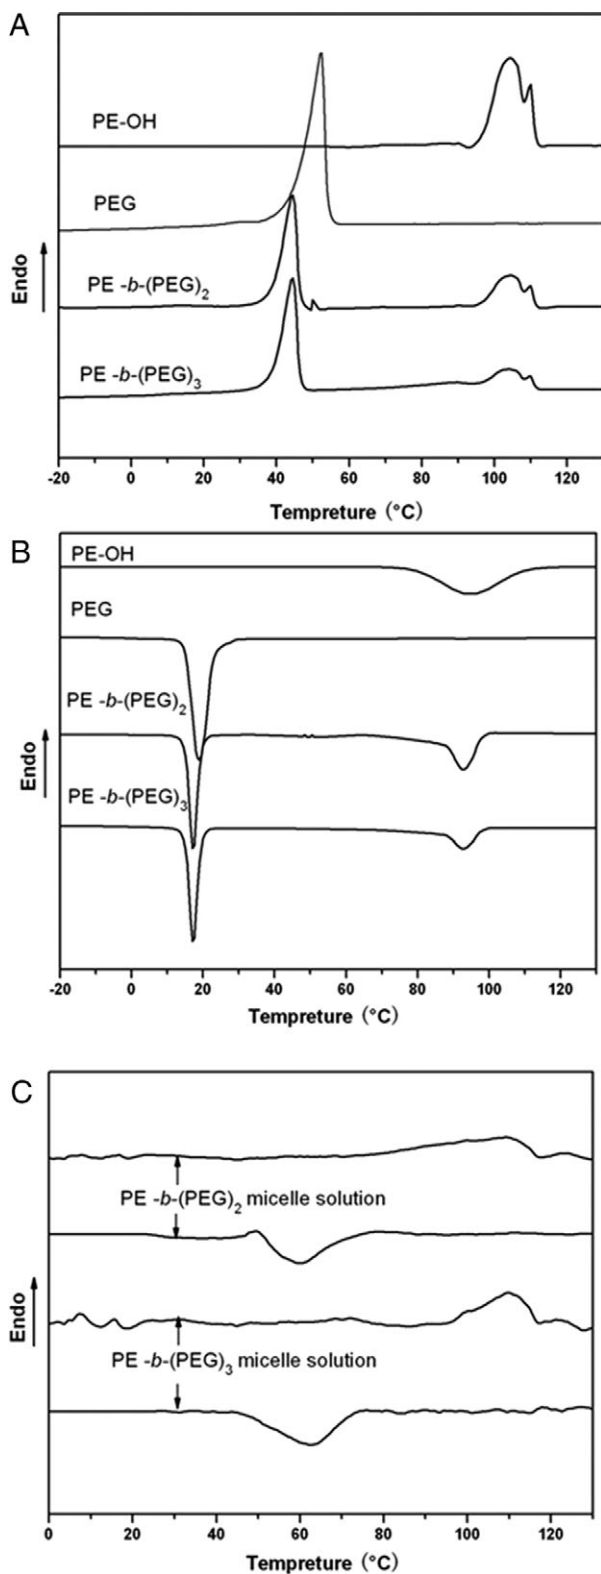 A
PE-OH
PEG
PE -b-(PEG)2
PE -b-(PEG)3
Endo
-20 0 20 40 60 80 100 120
Tempreture (°C)
B
PE-OH
PEG
PE -b-(PEG)2
PE -b-(PEG)3
Endo
-20 0 20 40 60 80 100 120
Tempreture (°C)
C
PE -b-(PEG)2 micelle solution
PE -b-(PEG)3 micelle solution
Endo
0 20 40 60 80 100 120
Tempreture (°C)